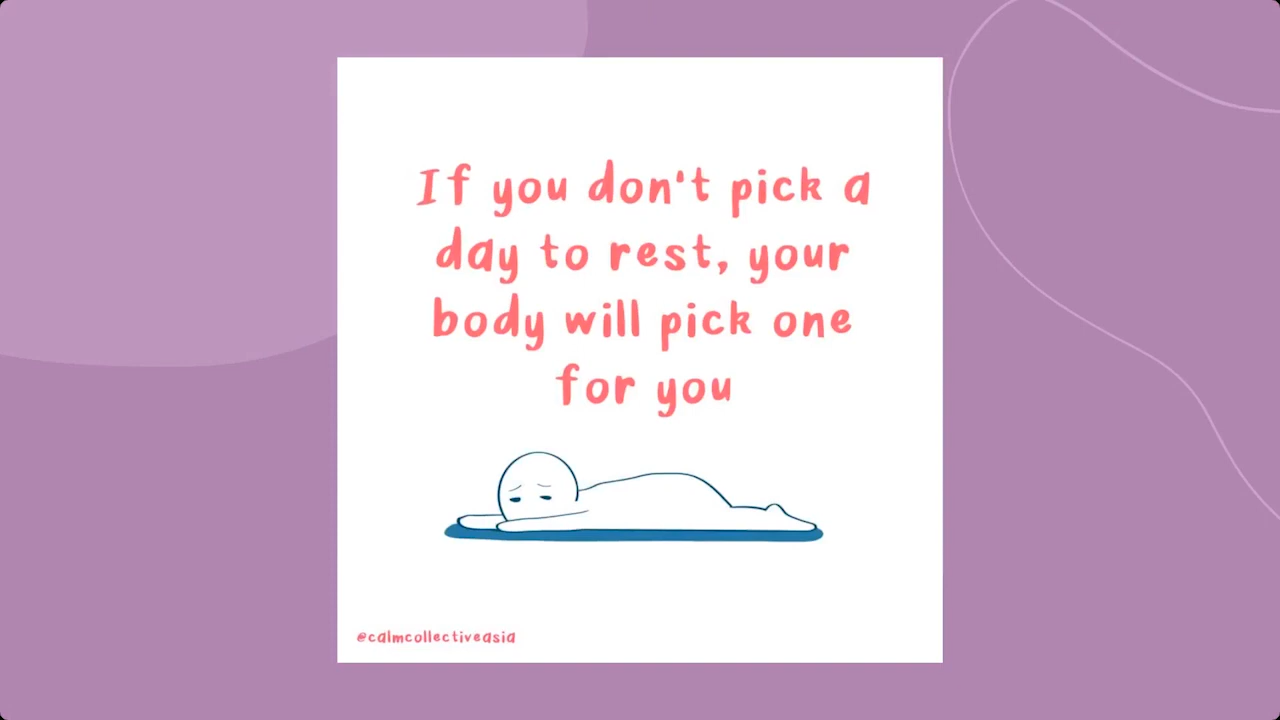 If you don't pick a
day to rest, your
body will pick one
for you
@calmcollectiveasia